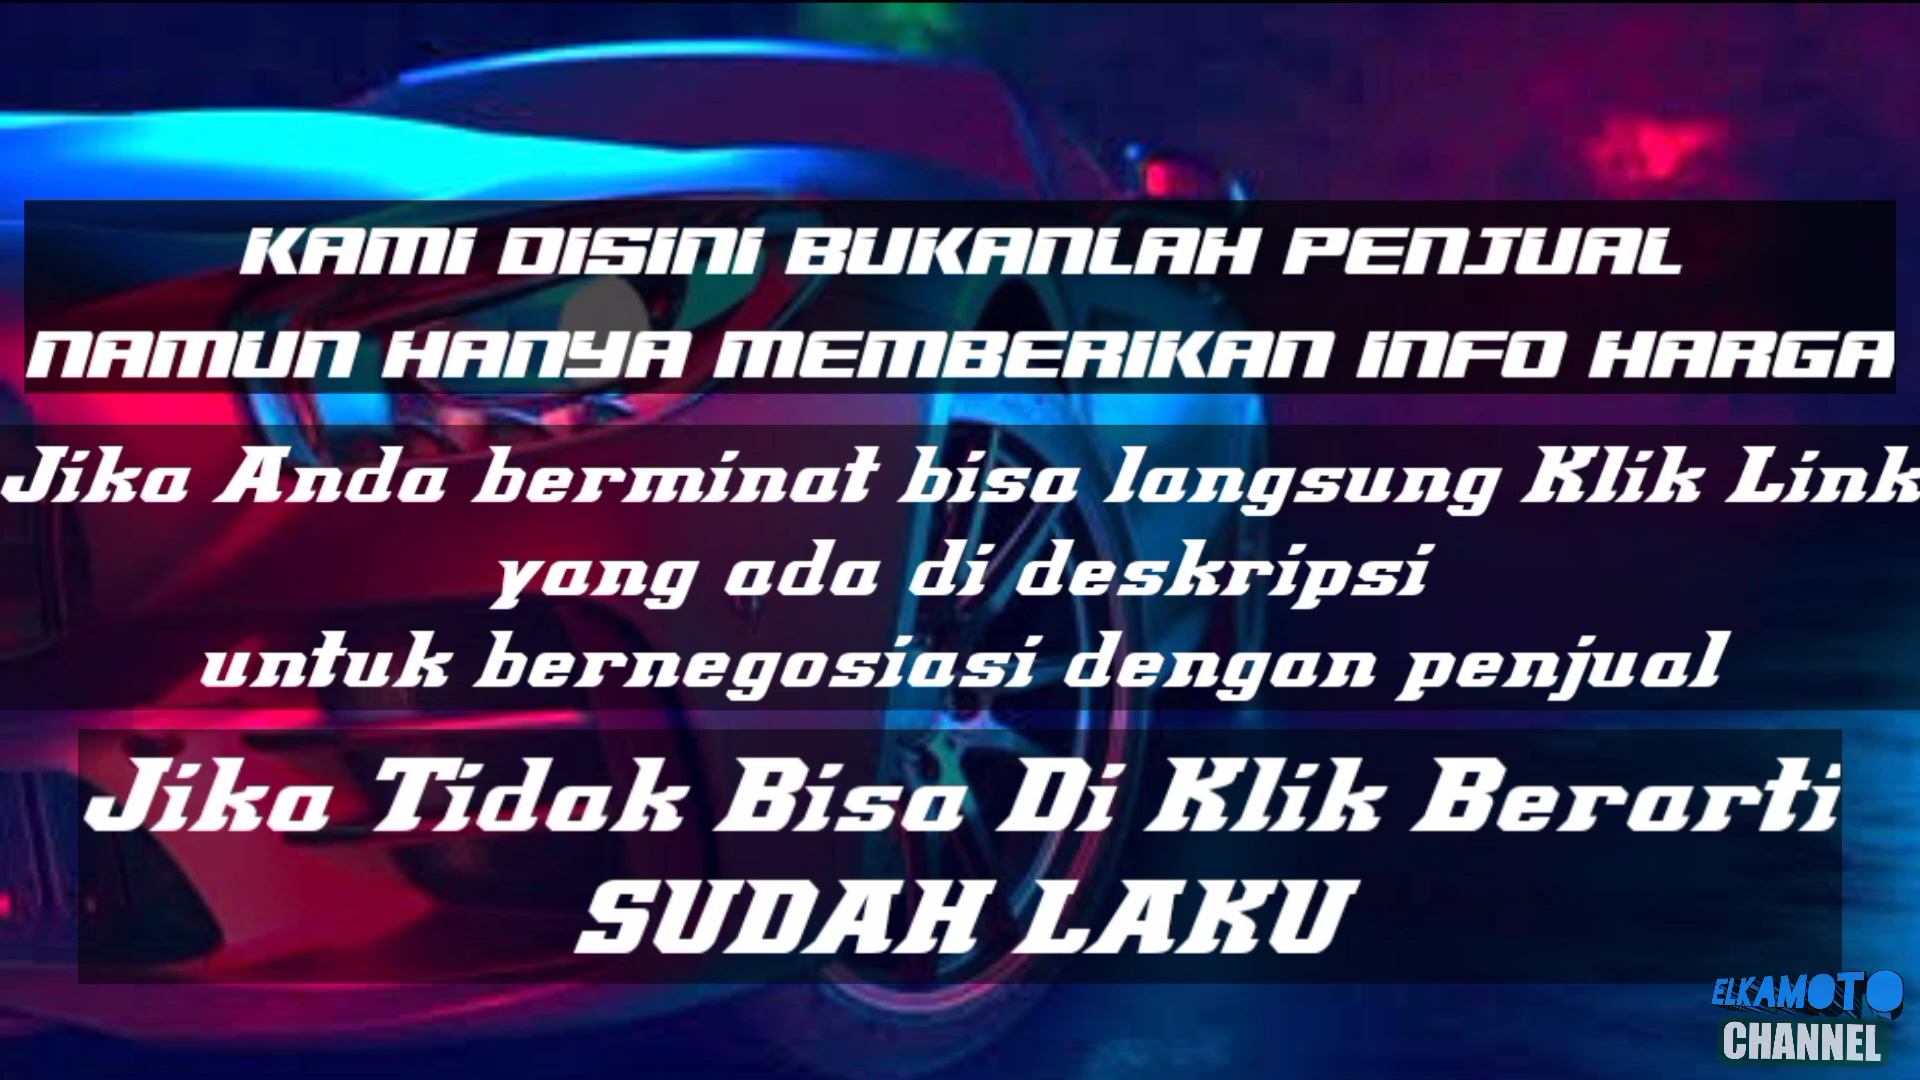 KAMI DISINI BUKANLAH PENJUAL
NAMUN HANYA MEMBERIKAN INFO HARGA
Jika Anda berminat bisa langsung Klik Link
yang ada di deskripsi
untuk bernegosiasi dengan penjual
Jika Tidak Bisa Di Klik Berarti
SUDAH LAKU
ELKAMOTO
CHANNEL